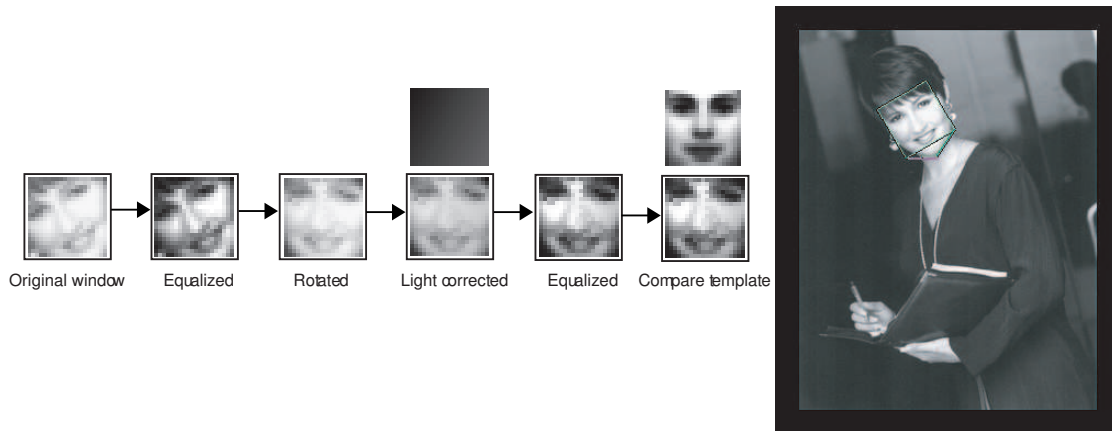 Original window
Equalized
Rotated
Light corrected
Equalized
Compare template